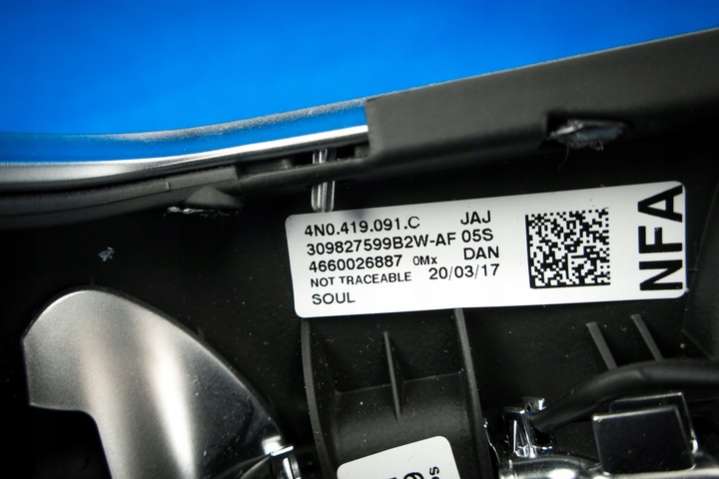 4N0.419.091.C JAJ
309827599B2W-AF 05S
4660026887 0Mx DAN
NOT TRACEABLE 20/03/17
SOUL
NFA